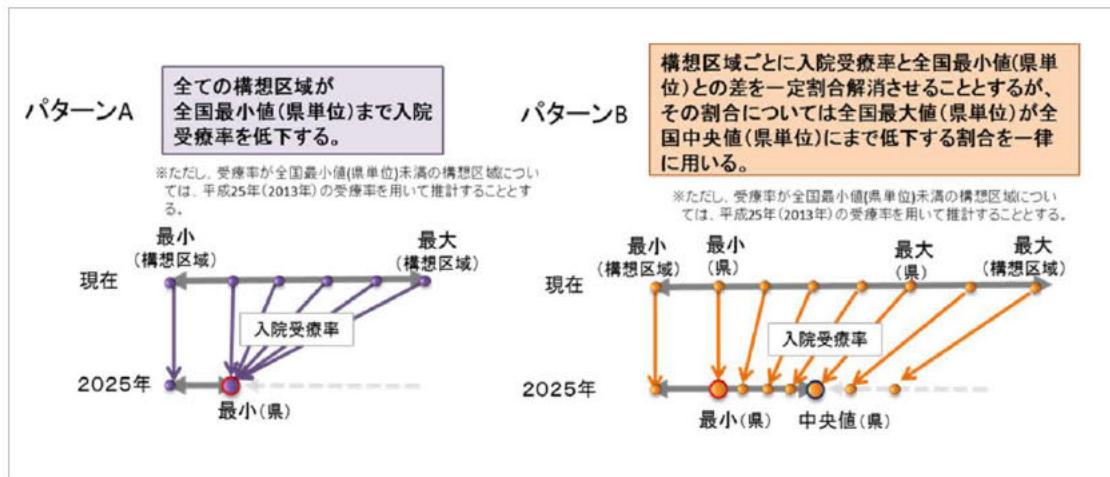 パターンA
全ての構想区域が
全国最小値(県単位)まで入院
受療率を低下する。
※ただし、受療率が全国最小値(県単位)未満の構想区域につい
ては、平成25年(2013年)の受療率を用いて推計することとす
る。
最小
(構想区域)
最大
(構想区域)
現在
入院受療率
2025年
最小(県)
パターンB
構想区域ごとに入院受療率と全国最小値(県単
位)との差を一定割合解消させることとするが、
その割合については全国最大値(県単位)が全
国中央値(県単位)にまで低下する割合を一律
に用いる。
※ただし、受療率が全国最小値(県単位)未満の構想区域につい
ては、平成25年(2013年)の受療率を用いて推計することとする。
最小
(構想区域)
最小
(県)
最大
(県)
最大
(構想区域)
現在
入院受療率
2025年
最小(県)
中央値(県)